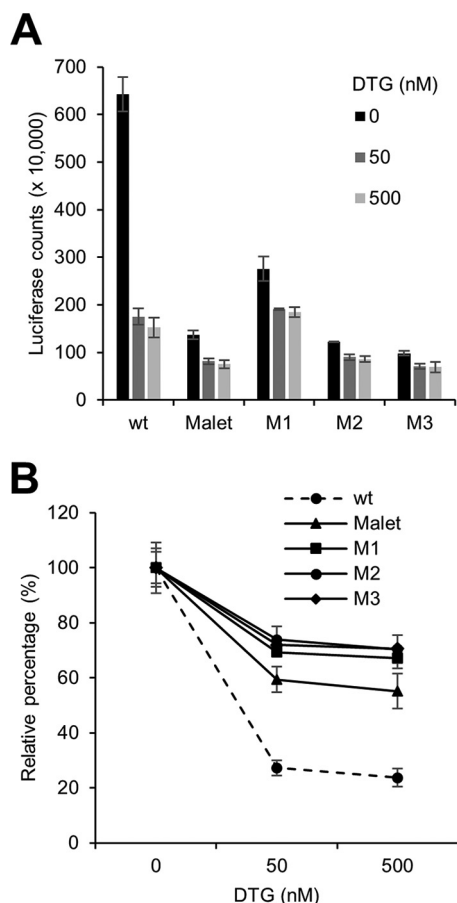 A
700
600
500
400
300
200
100
0
Luciferase counts (x 10,000)
DTG (nM)
0
50
500
wt Malet M1 M2 M3
B
120
100
80
60
40
20
0
Relative percentage (%)
wt
Malet
M1
M2
M3
0 50 500
DTG (nM)